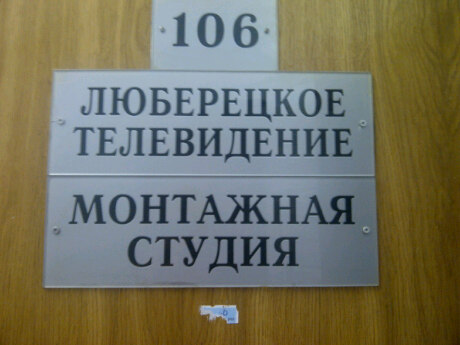 106
ЛЮБЕРЕЦКОЕ
ТЕЛЕВИДЕНИЕ
МОНТАЖНАЯ
СТУДИЯ